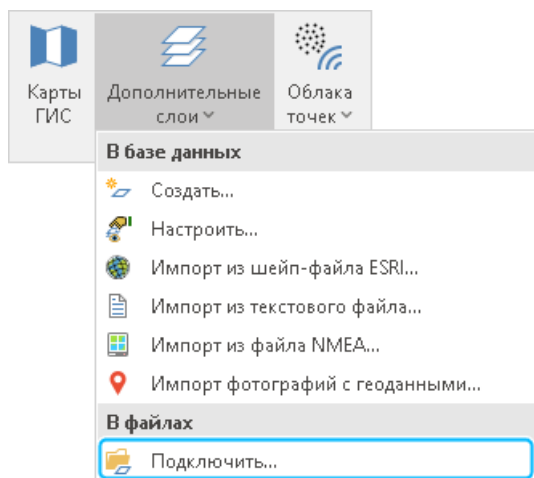 Карты
ГИС
Дополнительные
слои
Облака
точек
В базе данных
Создать...
Настроить...
Импорт из шейп-файла ESRI...
Импорт из текстового файла...
Импорт из файла NMEA...
Импорт фотографий с геоданными...
В файлах
Подключить...